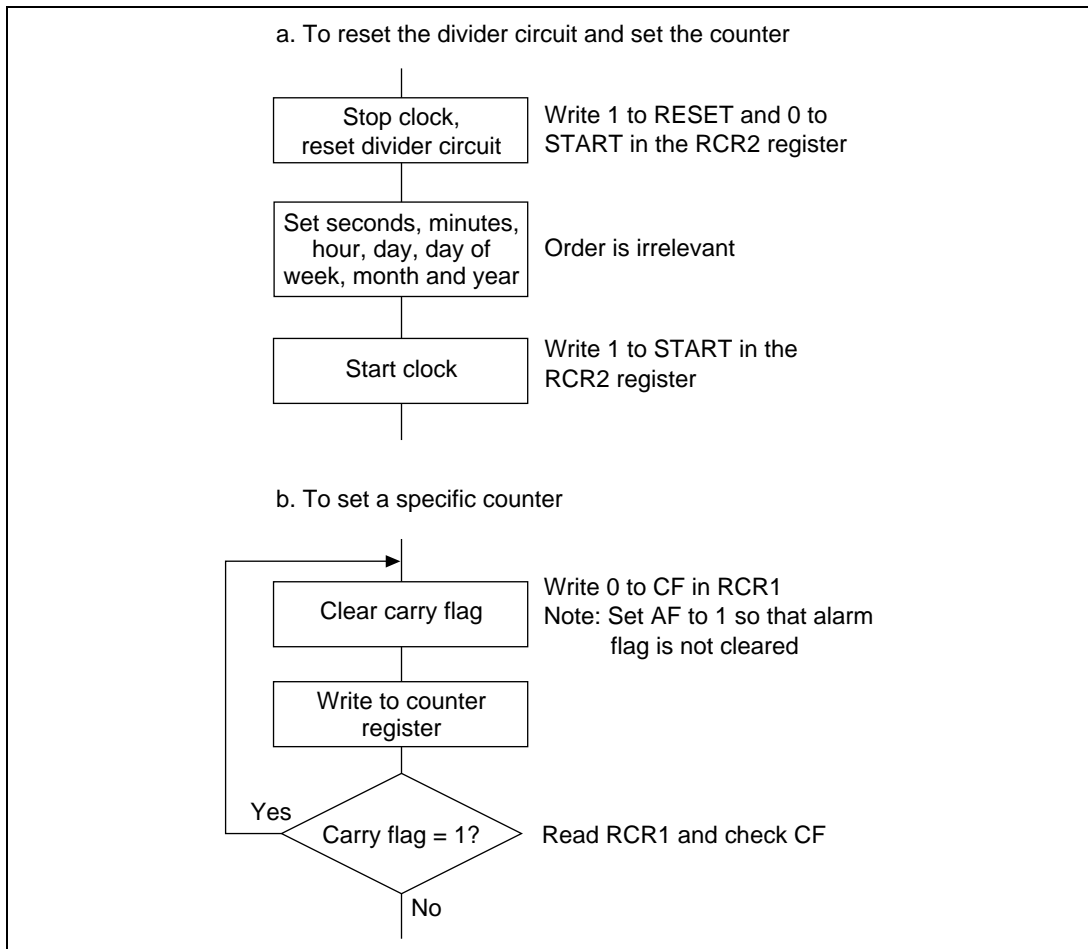 a. To reset the divider circuit and set the counter
Stop clock,
reset divider circuit
Write 1 to RESET and 0 to
START in the RCR2 register
Set seconds, minutes,
hour, day, day of
week, month and year
Order is irrelevant
Start clock
Write 1 to START in the
RCR2 register
b. To set a specific counter
Clear carry flag
Write 0 to CF in RCR1
Note: Set AF to 1 so that alarm
flag is not cleared
Write to counter
register
Yes
Carry flag = 1?
Read RCR1 and check CF
No